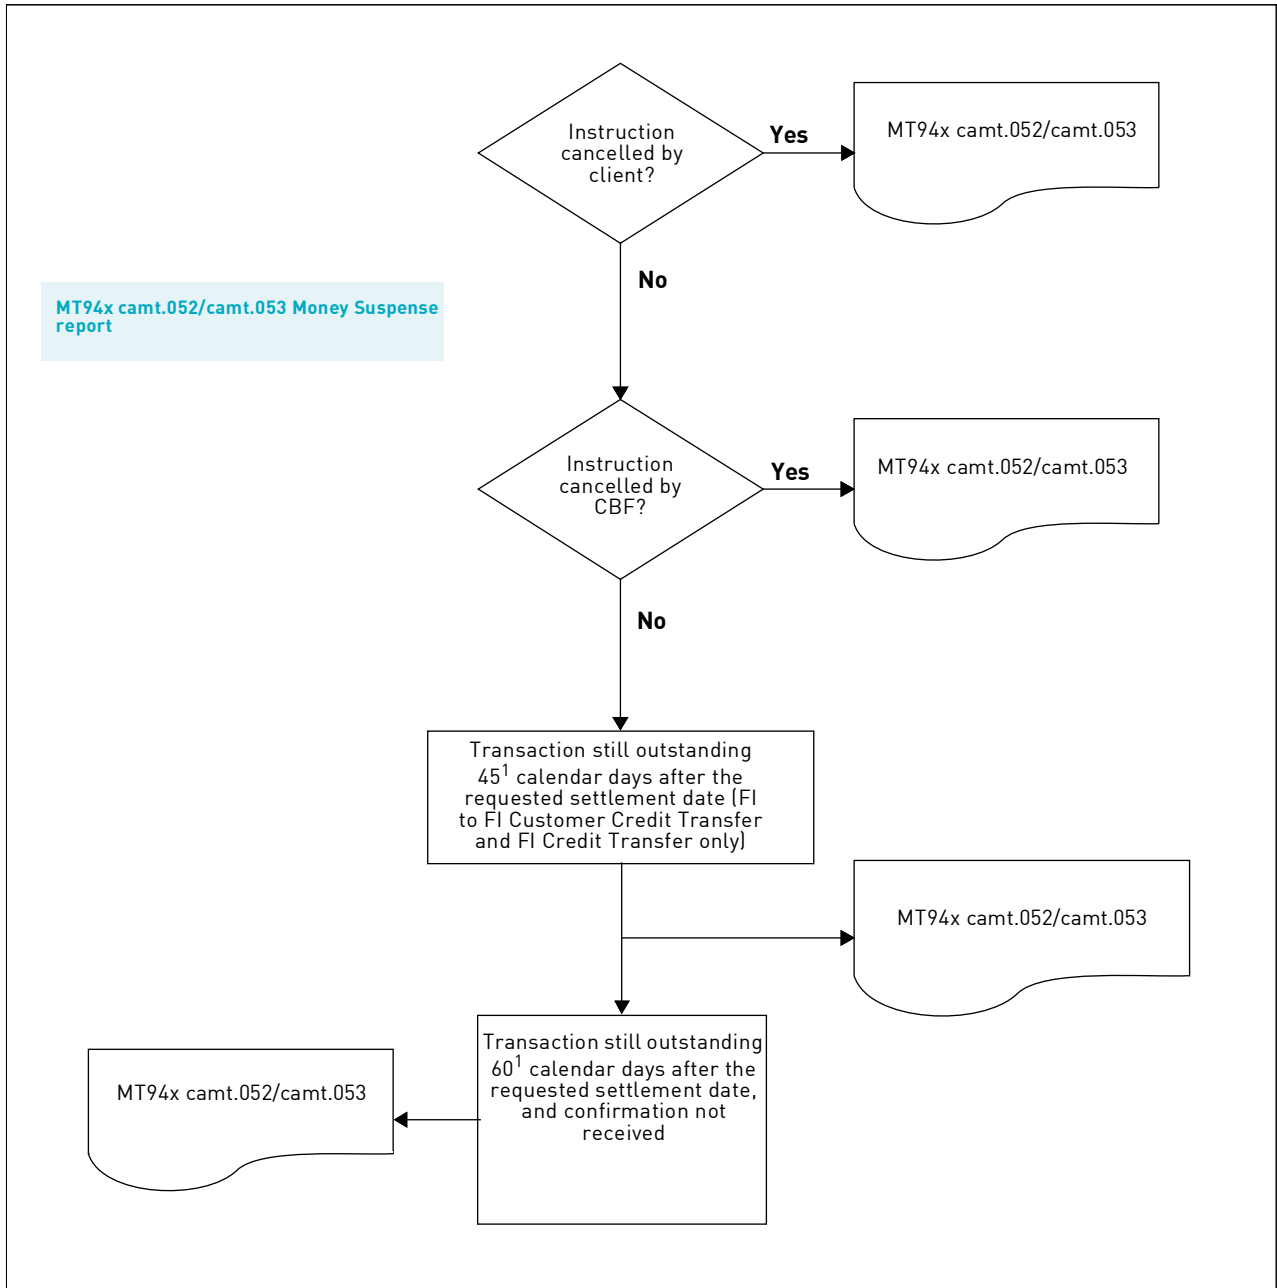 Instruction
cancelled by
client?
Yes
MT94x camt.052/camt.053
No
MT94x camt.052/camt.053 Money Suspense
report
Instruction
cancelled by
CBF?
Yes
MT94x camt.052/camt.053
No
Transaction still outstanding
45¹ calendar days after the
requested settlement date (FI
to FI Customer Credit Transfer
and FI Credit Transfer only)
MT94x camt.052/camt.053
Transaction still outstanding
60¹ calendar days after the
requested settlement date,
and confirmation not
received
MT94x camt.052/camt.053